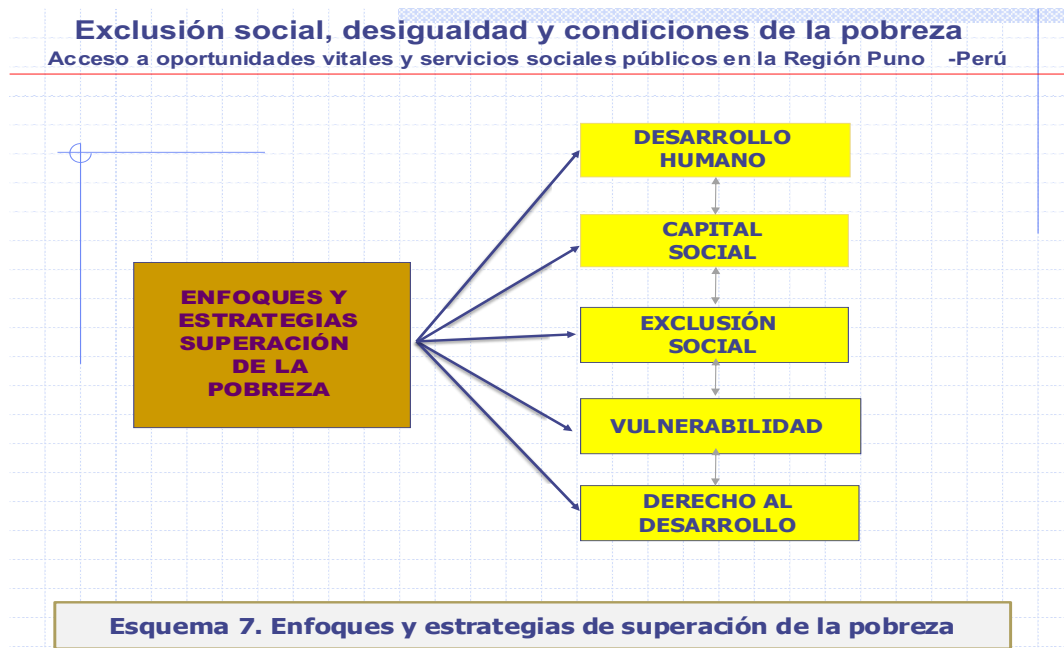 Exclusión social, desigualdad y condiciones de la pobreza
Acceso a oportunidades vitales y servicios sociales públicos en la Región Puno -Perú
ENFOQUES Y
ESTRATEGIAS
SUPERACIÓN
DE LA
POBREZA
DESARROLLO
HUMANO
CAPITAL
SOCIAL
EXCLUSIÓN
SOCIAL
VULNERABILIDAD
DERECHO AL
DESARROLLO
Esquema 7. Enfoques y estrategias de superación de la pobreza